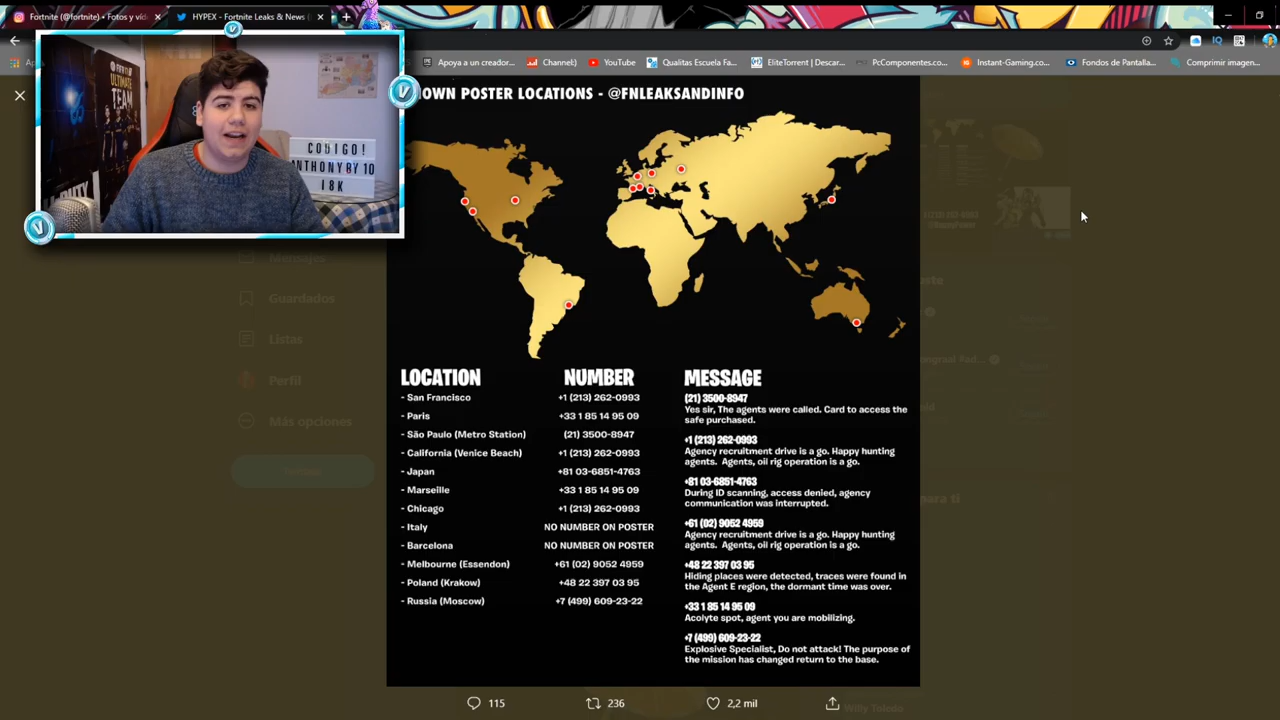 Fortnite (@fortnite) • Fotos y víd
HYPEX - Fortnite Leaks & News
Apoya a un creador...
Channel)
YouTube
Qualitas Escuela Fa...
EliteTorrent | Descar...
PcComponentes.co...
Instant-Gaming.co...
Fondos de Pantalla...
Comprimir imagen...
ULTIMATE
TEAM
CODIGO!
ANTHONYBY10
18K
OWN POSTER LOCATIONS - @FNLEAKSANDINFO
Mensajes
Guardados
Listas
Perfil
Más opciones
LOCATION NUMBER MESSAGE
- San Francisco +1 (213) 262-0993
- Paris +33 1 85 14 95 09
- São Paulo (Metro Station) (21) 3500-8947
- California (Venice Beach) +1 (213) 262-0993
- Japan +81 03-6851-4763
- Marseille +33 1 85 14 95 09
- Chicago +1 (213) 262-0993
- Italy NO NUMBER ON POSTER
- Barcelona NO NUMBER ON POSTER
- Melbourne (Essendon) +61 (02) 9052 4959
- Poland (Krakow) +48 22 397 03 95
- Russia (Moscow) +7 (499) 609-23-22
(21) 3500-8947
Yes sir, The agents were called. Card to access the
safe purchased.
+1 (213) 262-0993
Agency recruitment drive is a go. Happy hunting
agents. Agents, oil rig operation is a go.
+81 03-6851-4763
During ID scanning, access denied, agency
communication was interrupted.
+61 (02) 9052 4959
Agency recruitment drive is a go. Happy hunting
agents. Agents, oil rig operation is a go.
+48 22 397 03 95
Hiding places were detected, traces were found in
the Agent E region, the dormant time was over.
+33 1 85 14 95 09
Acolyte spot, agent you are mobilizing.
+7 (499) 609-23-22
Explosive Specialist, Do not attack! The purpose of
the mission has changed return to the base.
115 236 2,2 mil
Willy Toledo